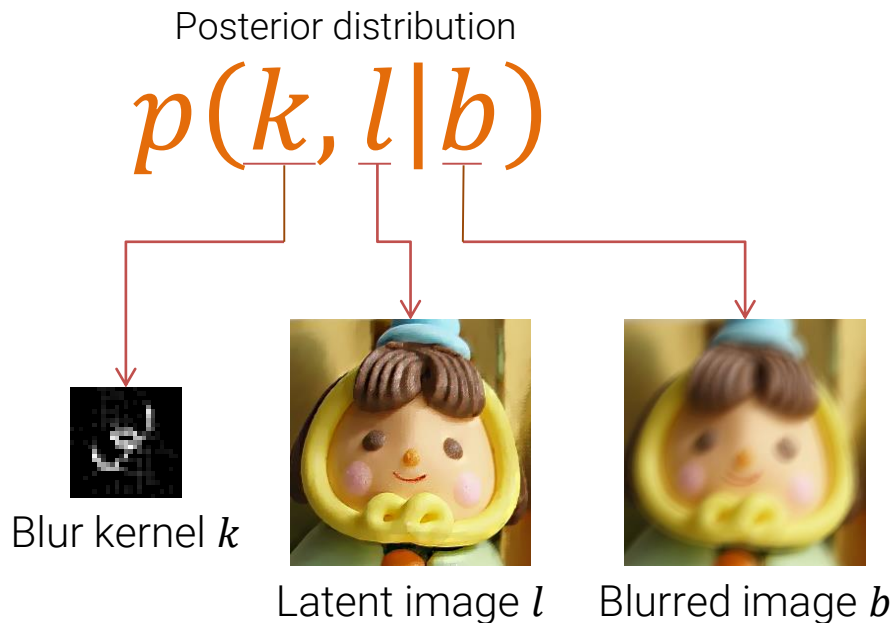 Posterior distribution
p(k, l|b)
Blur kernel k
Latent image l
Blurred image b